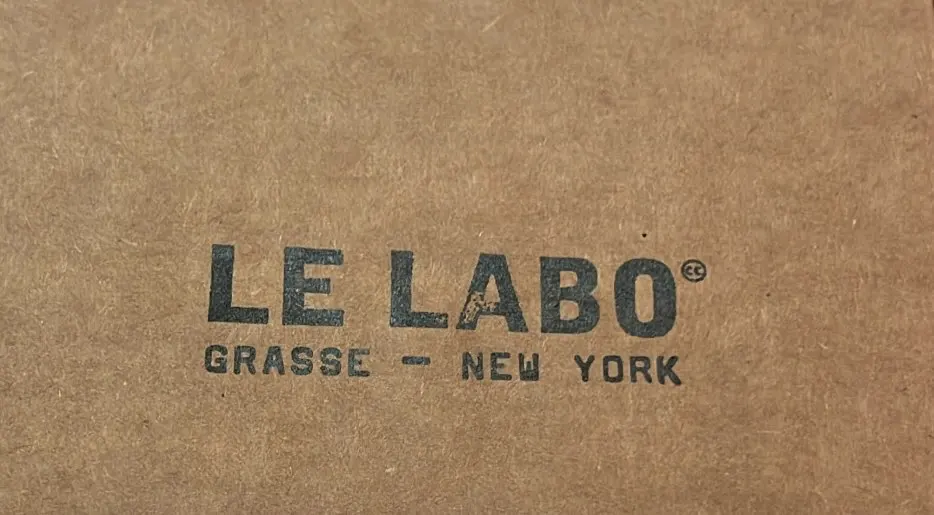 LE LABO🅭
GRASSE — NEW YORK